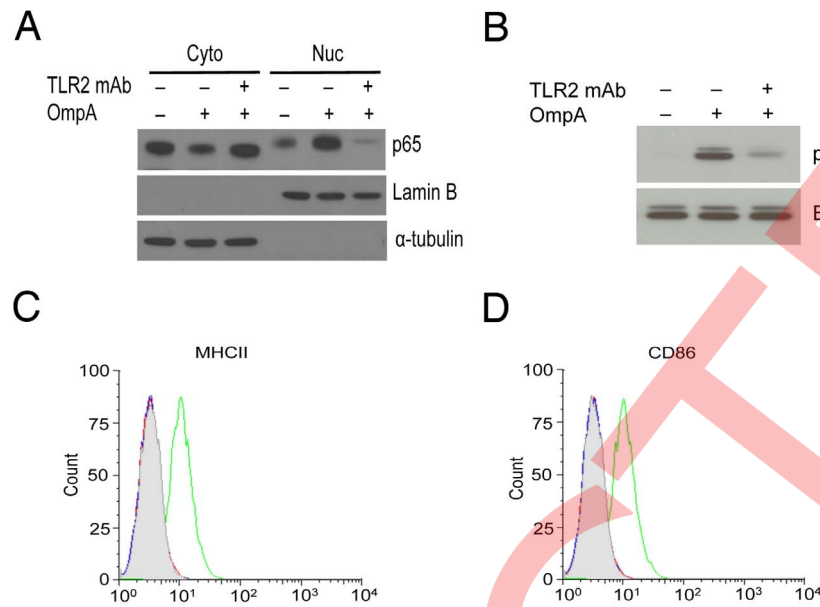 A
Cyto Nuc
TLR2 mAb – – + – – +
OmpA – + + – + +
p65
Lamin B
α-tubulin
B
TLR2 mAb – – +
OmpA – + +
p
E
C
MHCII
100
75
50
25
0
Count
10⁰ 10¹ 10² 10³ 10⁴
D
CD86
100
75
50
25
0
Count
10⁰ 10¹ 10² 10³ 10⁴